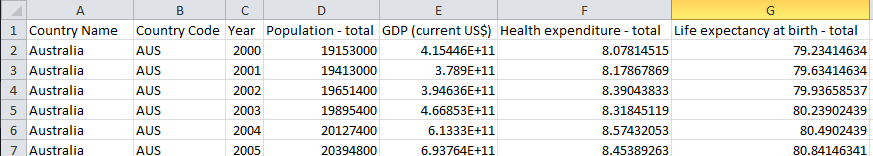 A B C D E F G
1 Country Name Country Code Year Population - total GDP (current US$) Health expenditure - total Life expectancy at birth - total
2 Australia AUS 2000 19153000 4.15446E+11 8.07814515 79.23414634
3 Australia AUS 2001 19413000 3.789E+11 8.17867869 79.63414634
4 Australia AUS 2002 19651400 3.94636E+11 8.39043833 79.93658537
5 Australia AUS 2003 19895400 4.66853E+11 8.31845119 80.23902439
6 Australia AUS 2004 20127400 6.1333E+11 8.57432053 80.4902439
7 Australia AUS 2005 20394800 6.93764E+11 8.45389263 80.84146341